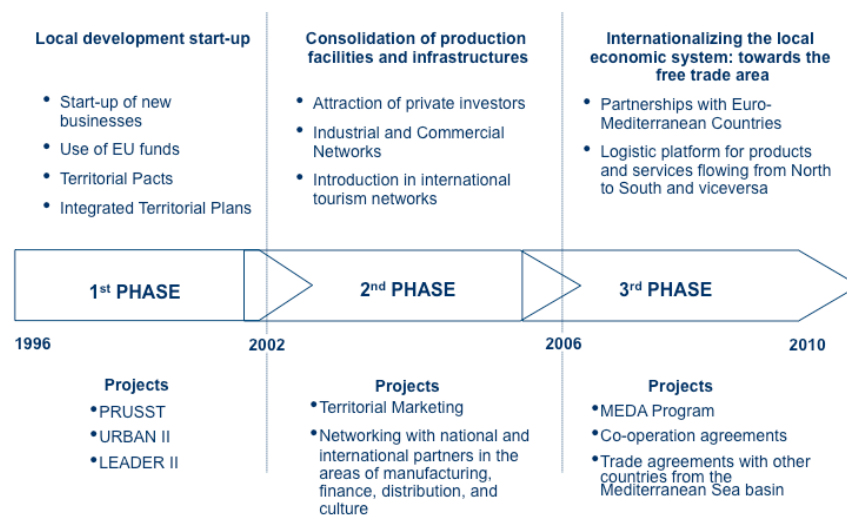 Local development start-up
• Start-up of new
businesses
• Use of EU funds
• Territorial Pacts
• Integrated Territorial Plans
Consolidation of production
facilities and infrastructures
• Attraction of private investors
• Industrial and Commercial
Networks
• Introduction in international
tourism networks
Internationalizing the local
economic system: towards the
free trade area
• Partnerships with Euro-
Mediterranean Countries
• Logistic platform for products
and services flowing from North
to South and viceversa
1st PHASE
2nd PHASE
3rd PHASE
1996
2002
2006
2010
Projects
•PRUSST
•URBAN II
•LEADER II
Projects
•Territorial Marketing
•Networking with national and
international partners in the
areas of manufacturing,
finance, distribution, and
culture
Projects
•MEDA Program
•Co-operation agreements
•Trade agreements with other
countries from the
Mediterranean Sea basin